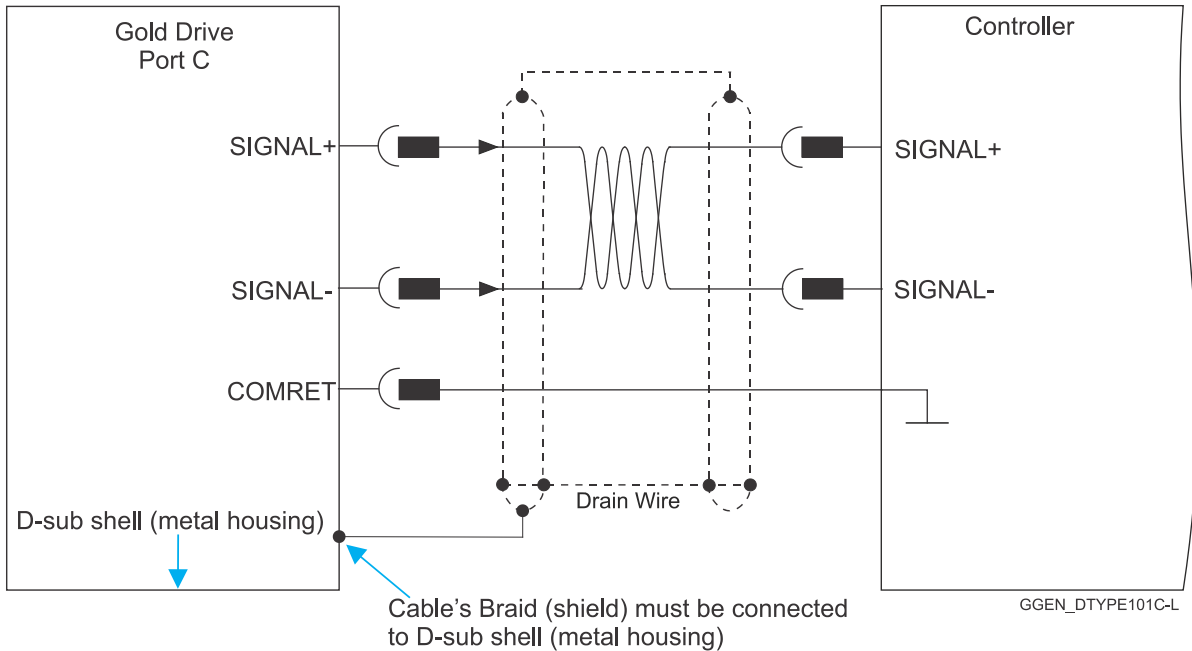 Gold Drive
Port C
Controller
SIGNAL+
SIGNAL+
SIGNAL-
SIGNAL-
COMRET
Drain Wire
D-sub shell (metal housing)
Cable's Braid (shield) must be connected
to D-sub shell (metal housing)
GGEN_DTYPE101C-L